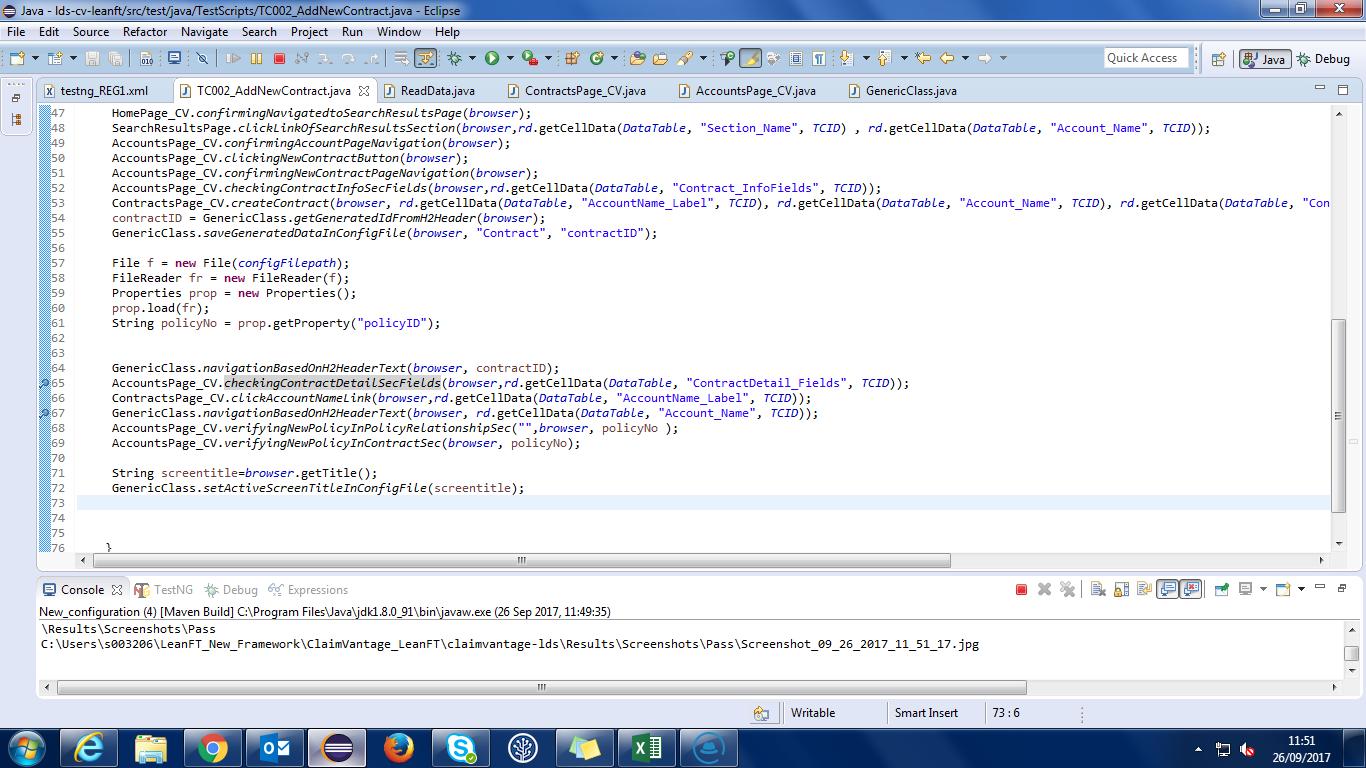 Java - lds-cv-leanft/src/test/java/TestScripts/TC002_AddNewContract.java - Eclipse
File Edit Source Refactor Navigate Search Project Run Window Help
Quick Access Java Debug
testng_REG1.xml TC002_AddNewContract.java ReadData.java ContractsPage_CV.java AccountsPage_CV.java GenericClass.java
47 HomePage_CV.confirmingNavigatedtoSearchResultsPage(browser);
48 SearchResultsPage.clickLinkOfSearchResultsSection(browser,rd.getCellData(DataTable, "Section_Name", TCID) , rd.getCellData(DataTable, "Account_Name", TCID));
49 AccountsPage_CV.confirmingAccountPageNavigation(browser);
50 AccountsPage_CV.clickingNewContractButton(browser);
51 AccountsPage_CV.confirmingNewContractPageNavigation(browser);
52 AccountsPage_CV.checkingContractInfoSecFields(browser,rd.getCellData(DataTable, "Contract_InfoFields", TCID));
53 ContractsPage_CV.createContract(browser, rd.getCellData(DataTable, "AccountName_Label", TCID), rd.getCellData(DataTable, "Account_Name", TCID), rd.getCellData(DataTable, "Con
54 contractID = GenericClass.getGeneratedIdFromH2Header(browser);
55 GenericClass.saveGeneratedDataInConfigFile(browser, "Contract", "contractID");
56
57 File f = new File(configFilepath);
58 FileReader fr = new FileReader(f);
59 Properties prop = new Properties();
60 prop.load(fr);
61 String policyNo = prop.getProperty("policyID");
62
63
64 GenericClass.navigationBasedOnH2HeaderText(browser, contractID);
65 AccountsPage_CV.checkingContractDetailSecFields(browser,rd.getCellData(DataTable, "ContractDetail_Fields", TCID));
66 ContractsPage_CV.clickAccountNameLink(browser,rd.getCellData(DataTable, "AccountName_Label", TCID));
67 GenericClass.navigationBasedOnH2HeaderText(browser, rd.getCellData(DataTable, "Account_Name", TCID));
68 AccountsPage_CV.verifyingNewPolicyInPolicyRelationshipSec("",browser, policyNo );
69 AccountsPage_CV.verifyingNewPolicyInContractSec(browser, policyNo);
70
71 String screentitle=browser.getTitle();
72 GenericClass.setActiveScreenTitleInConfigFile(screentitle);
73
74
75
76 }
Console TestNG Debug Expressions
New_configuration (4) [Maven Build] C:\Program Files\Java\jdk1.8.0_91\bin\javaw.exe (26 Sep 2017, 11:49:35)
\Results\Screenshots\Pass
C:\Users\s003206\LeanFT_New_Framework\ClaimVantage_LeanFT\claimvantage-lds\Results\Screenshots\Pass\Screenshot_09_26_2017_11_51_17.jpg
Writable Smart Insert 73 : 6
11:51
26/09/2017